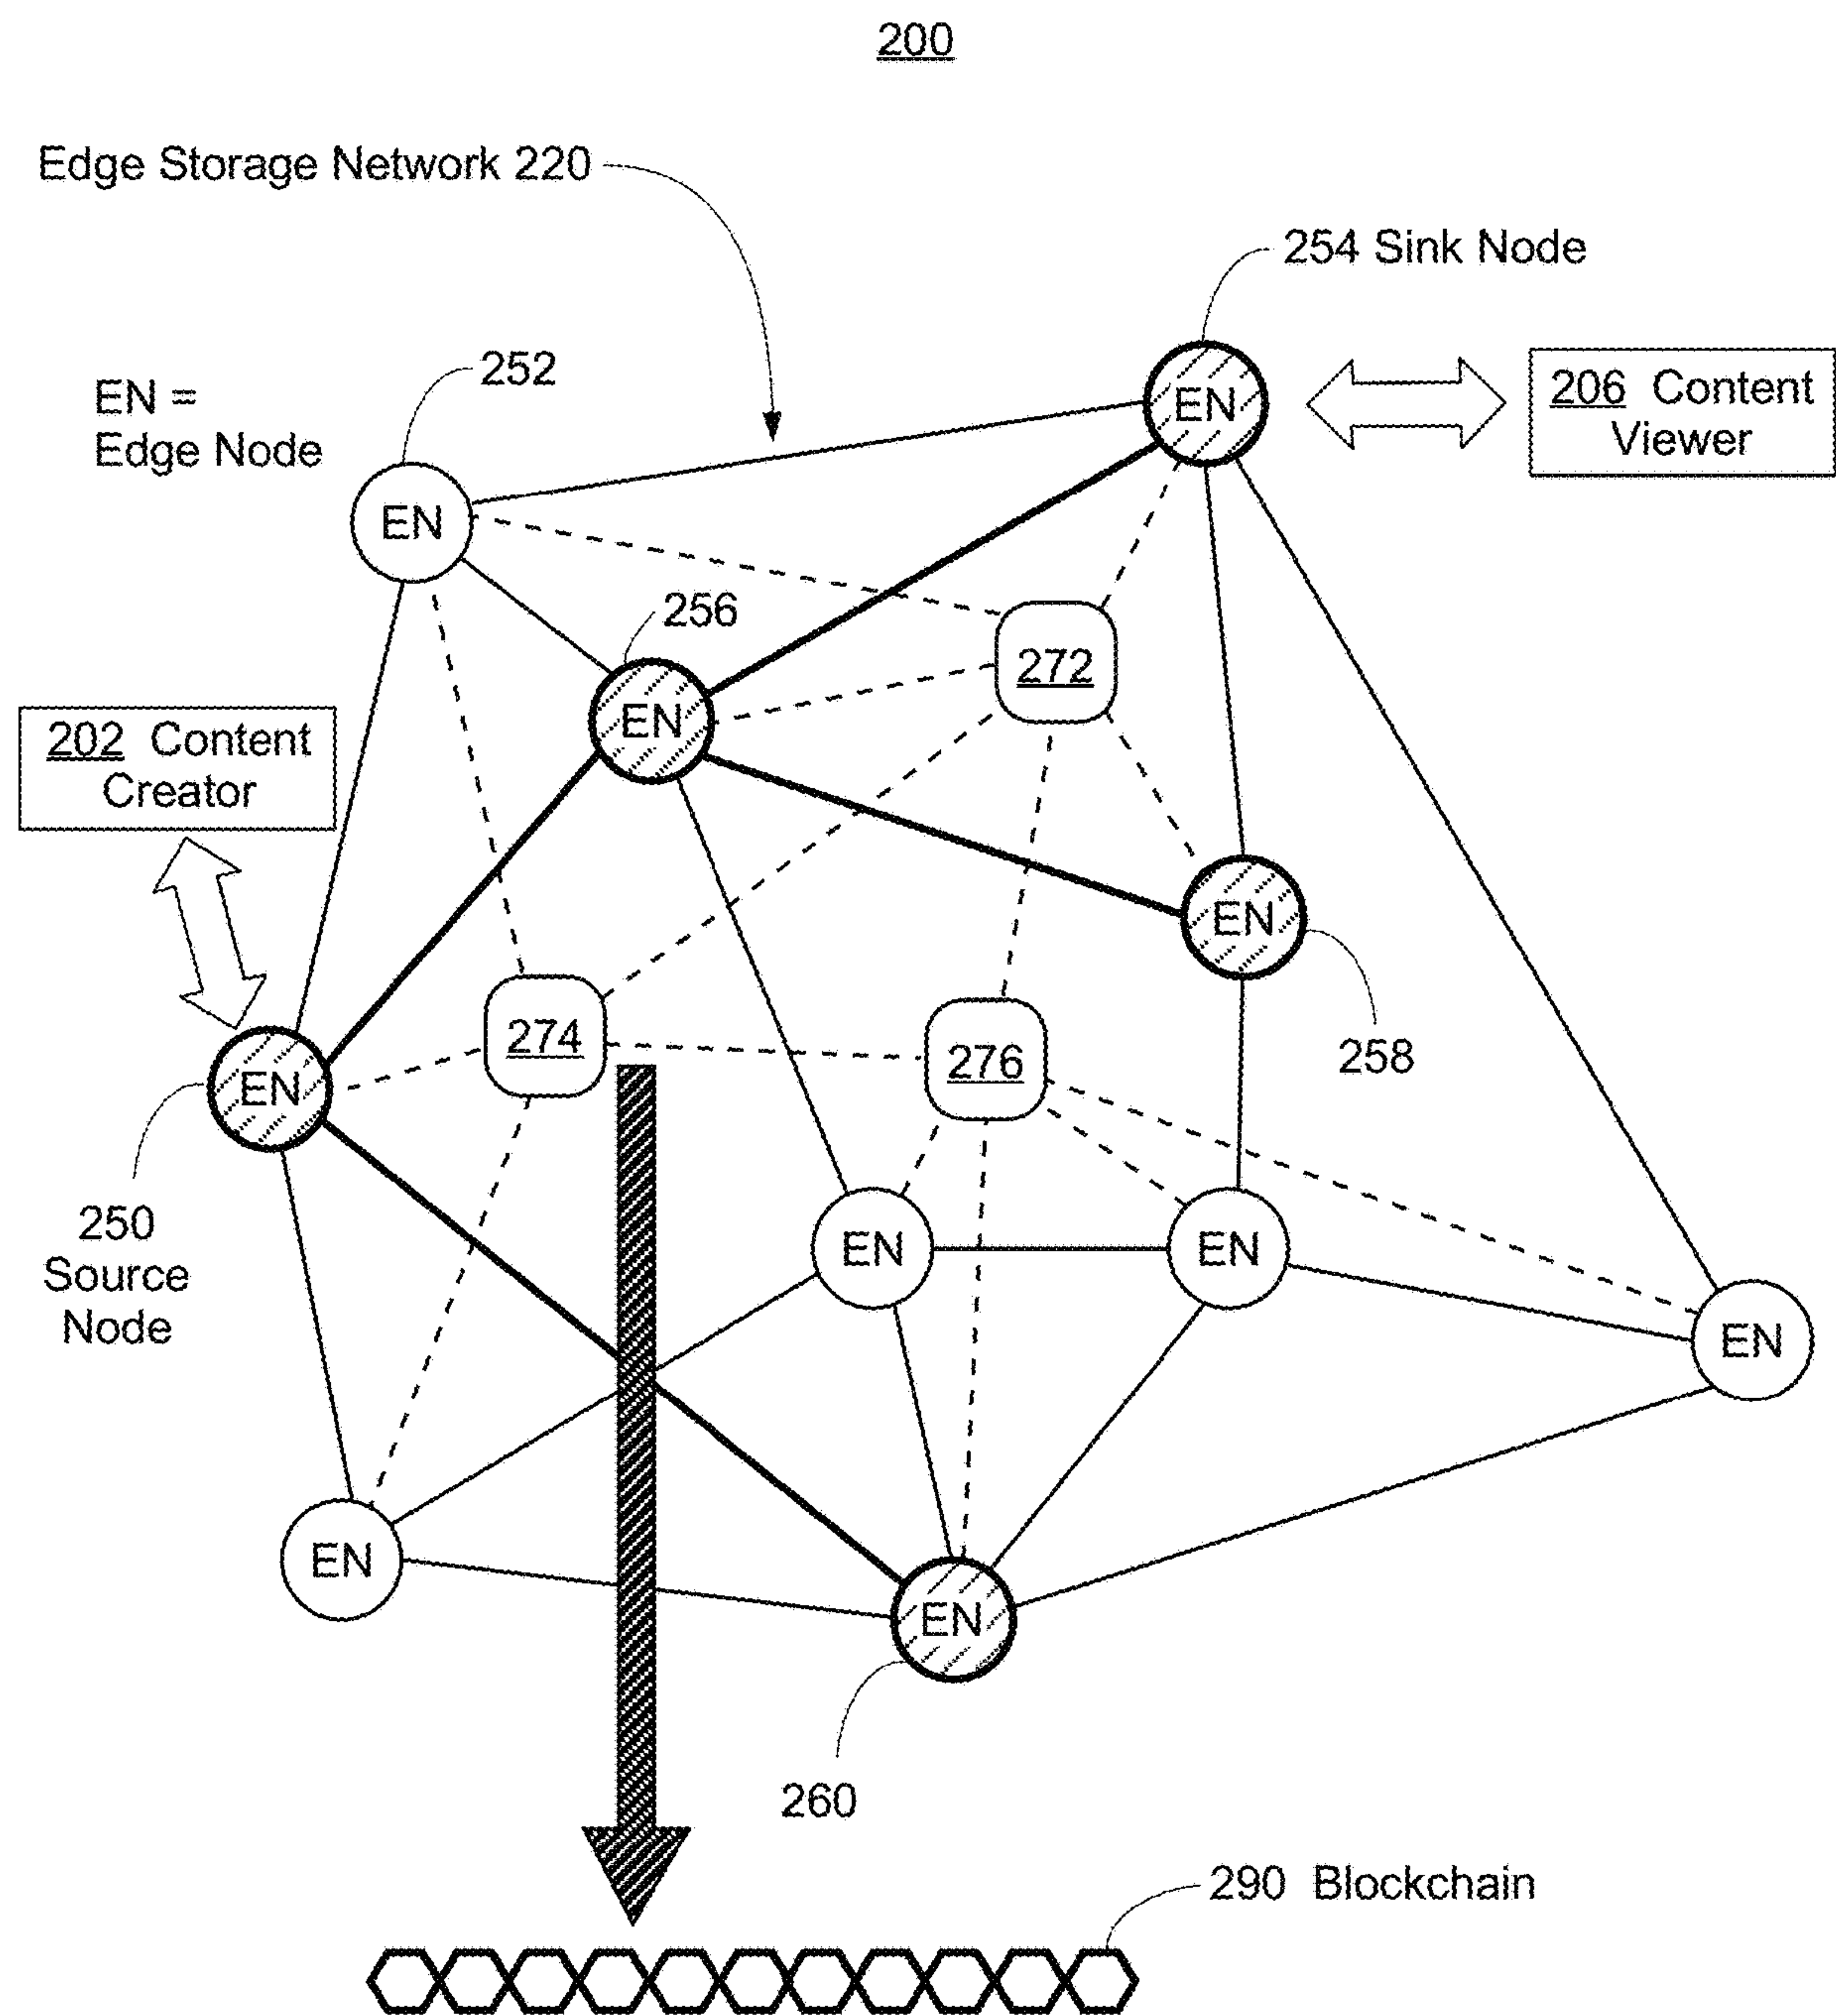 200
Edge Storage Network 220
254 Sink Node
252
EN =
Edge Node
EN
206 Content
Viewer
EN
256
272
EN
202 Content
Creator
EN
258
274
276
EN
250
Source
Node
EN
EN
EN
EN
EN
260
290 Blockchain